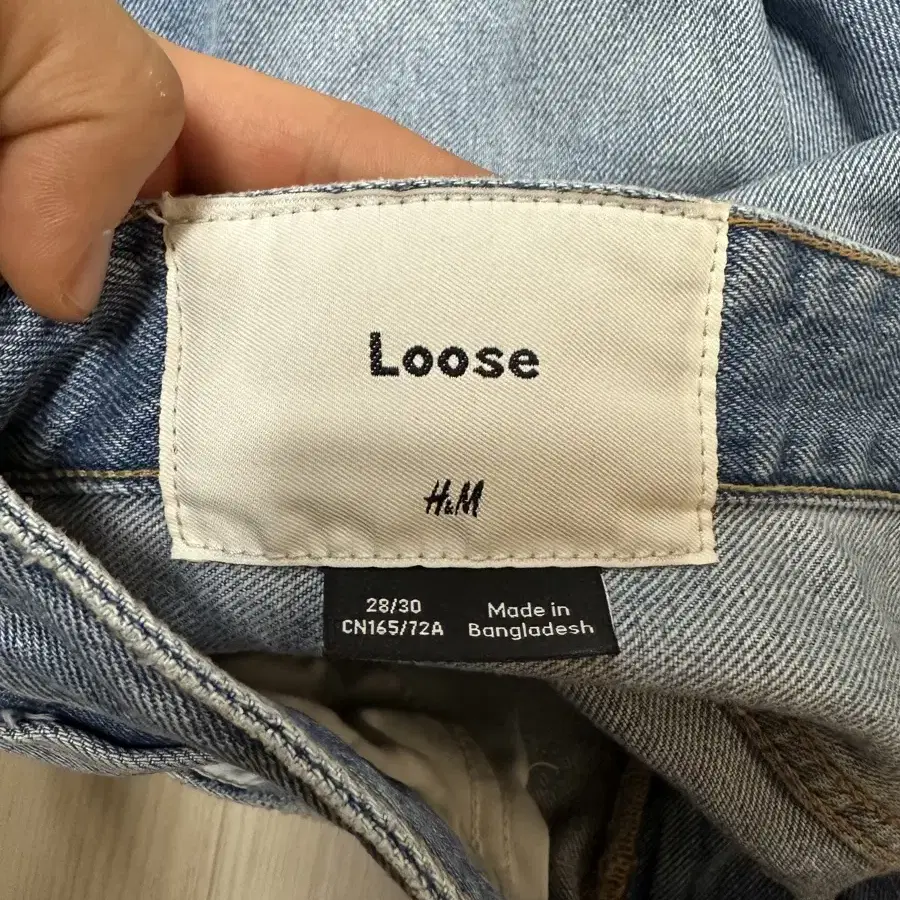 Loose
H&M
28/30
CN165/72A
Made in
Bangladesh